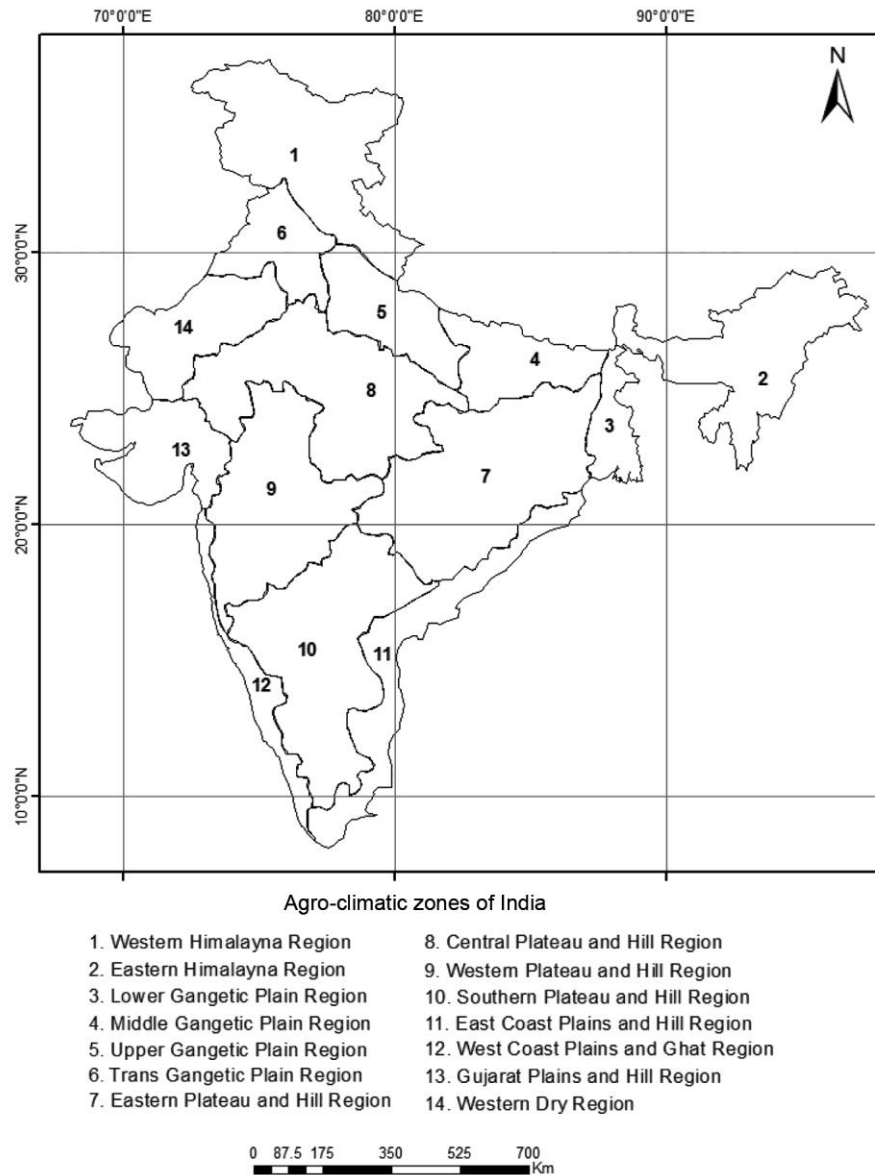 70°0'0"E 80°0'0"E 90°0'0"E
N
1
6
30°0'0"N
14
5
4
8
2
3
13
7
9
20°0'0"N
10
11
12
10°0'0"N
Agro-climatic zones of India
1. Western Himalayna Region
2. Eastern Himalayna Region
3. Lower Gangetic Plain Region
4. Middle Gangetic Plain Region
5. Upper Gangetic Plain Region
6. Trans Gangetic Plain Region
7. Eastern Plateau and Hill Region
8. Central Plateau and Hill Region
9. Western Plateau and Hill Region
10. Southern Plateau and Hill Region
11. East Coast Plains and Hill Region
12. West Coast Plains and Ghat Region
13. Gujarat Plains and Hill Region
14. Western Dry Region
0 87.5 175 350 525 700
Km